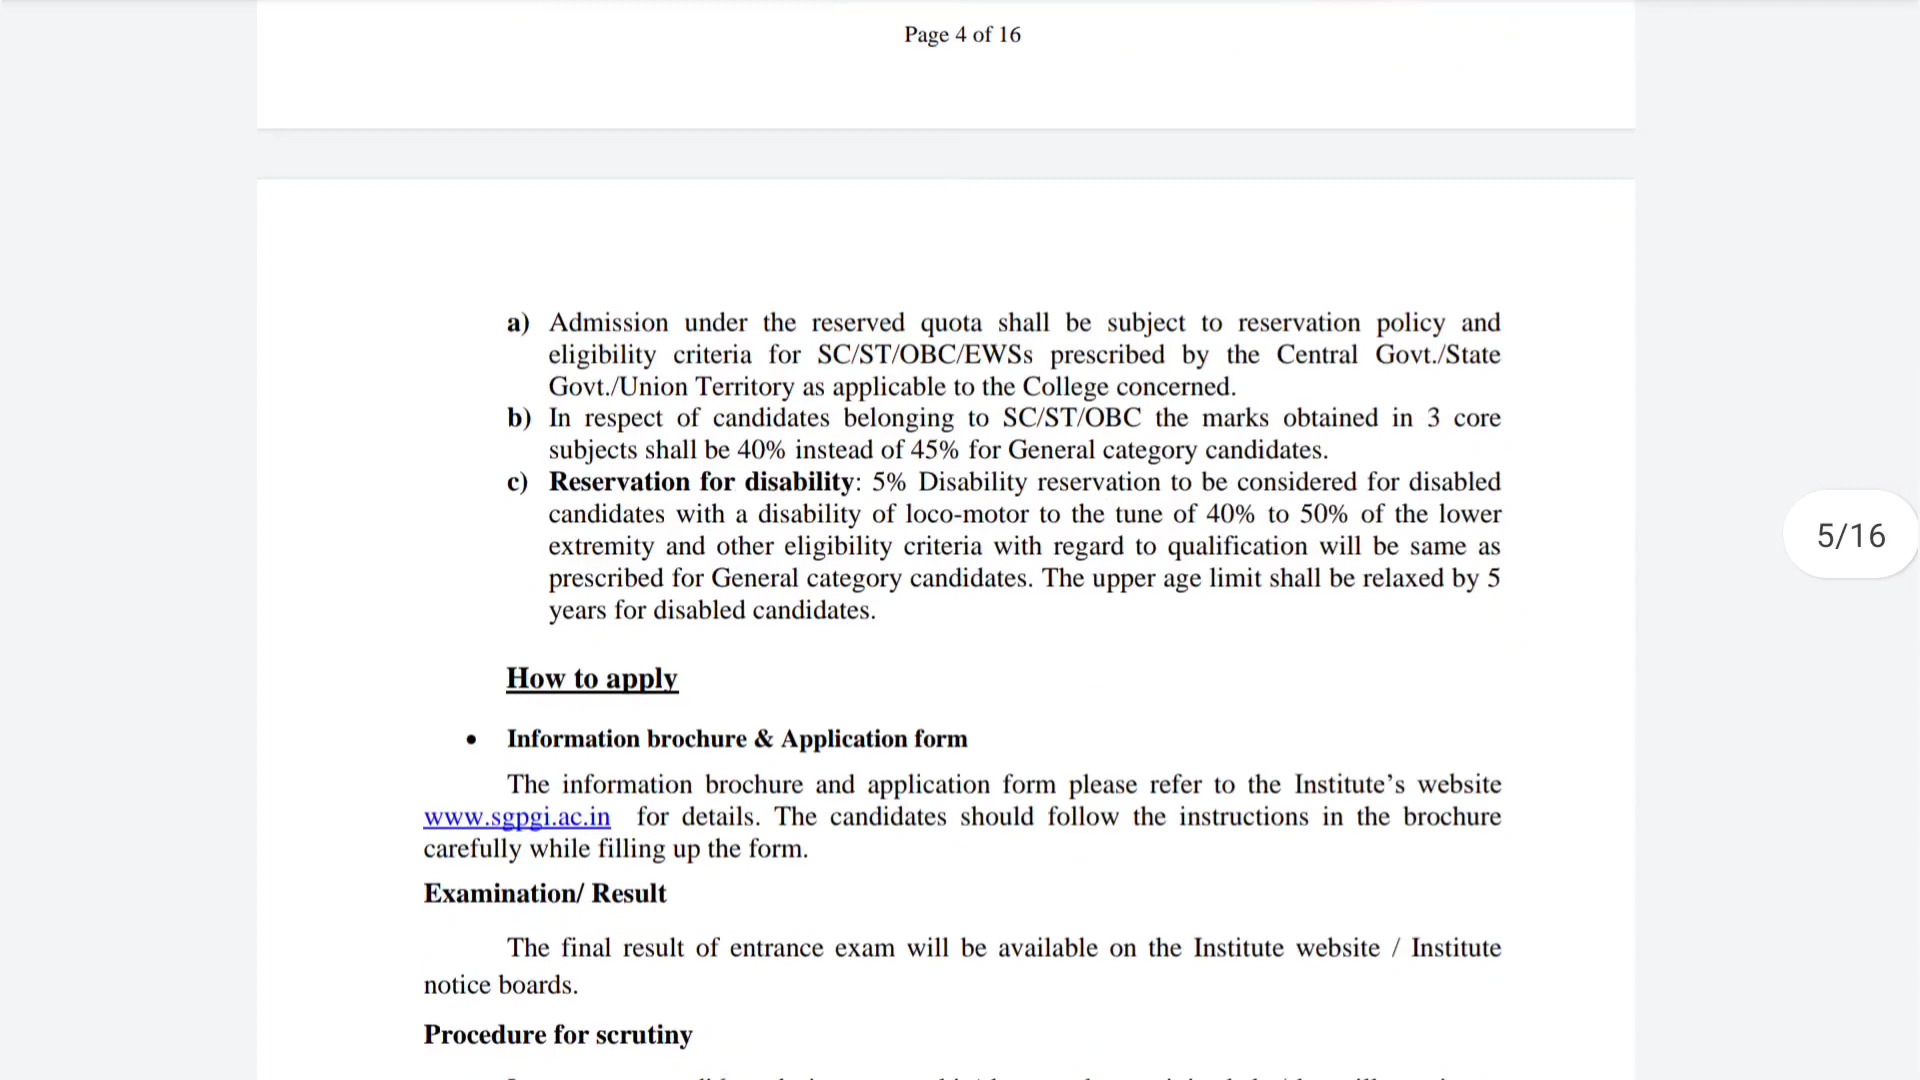 Page 4 of 16
a) Admission under the reserved quota shall be subject to reservation policy and
eligibility criteria for SC/ST/OBC/EWSs prescribed by the Central Govt./State
Govt./Union Territory as applicable to the College concerned.
b) In respect of candidates belonging to SC/ST/OBC the marks obtained in 3 core
subjects shall be 40% instead of 45% for General category candidates.
c) Reservation for disability: 5% Disability reservation to be considered for disabled
candidates with a disability of loco-motor to the tune of 40% to 50% of the lower
extremity and other eligibility criteria with regard to qualification will be same as
prescribed for General category candidates. The upper age limit shall be relaxed by 5
years for disabled candidates.
5/16
How to apply
• Information brochure & Application form
The information brochure and application form please refer to the Institute’s website
www.sgpgi.ac.in for details. The candidates should follow the instructions in the brochure
carefully while filling up the form.
Examination/ Result
The final result of entrance exam will be available on the Institute website / Institute
notice boards.
Procedure for scrutiny